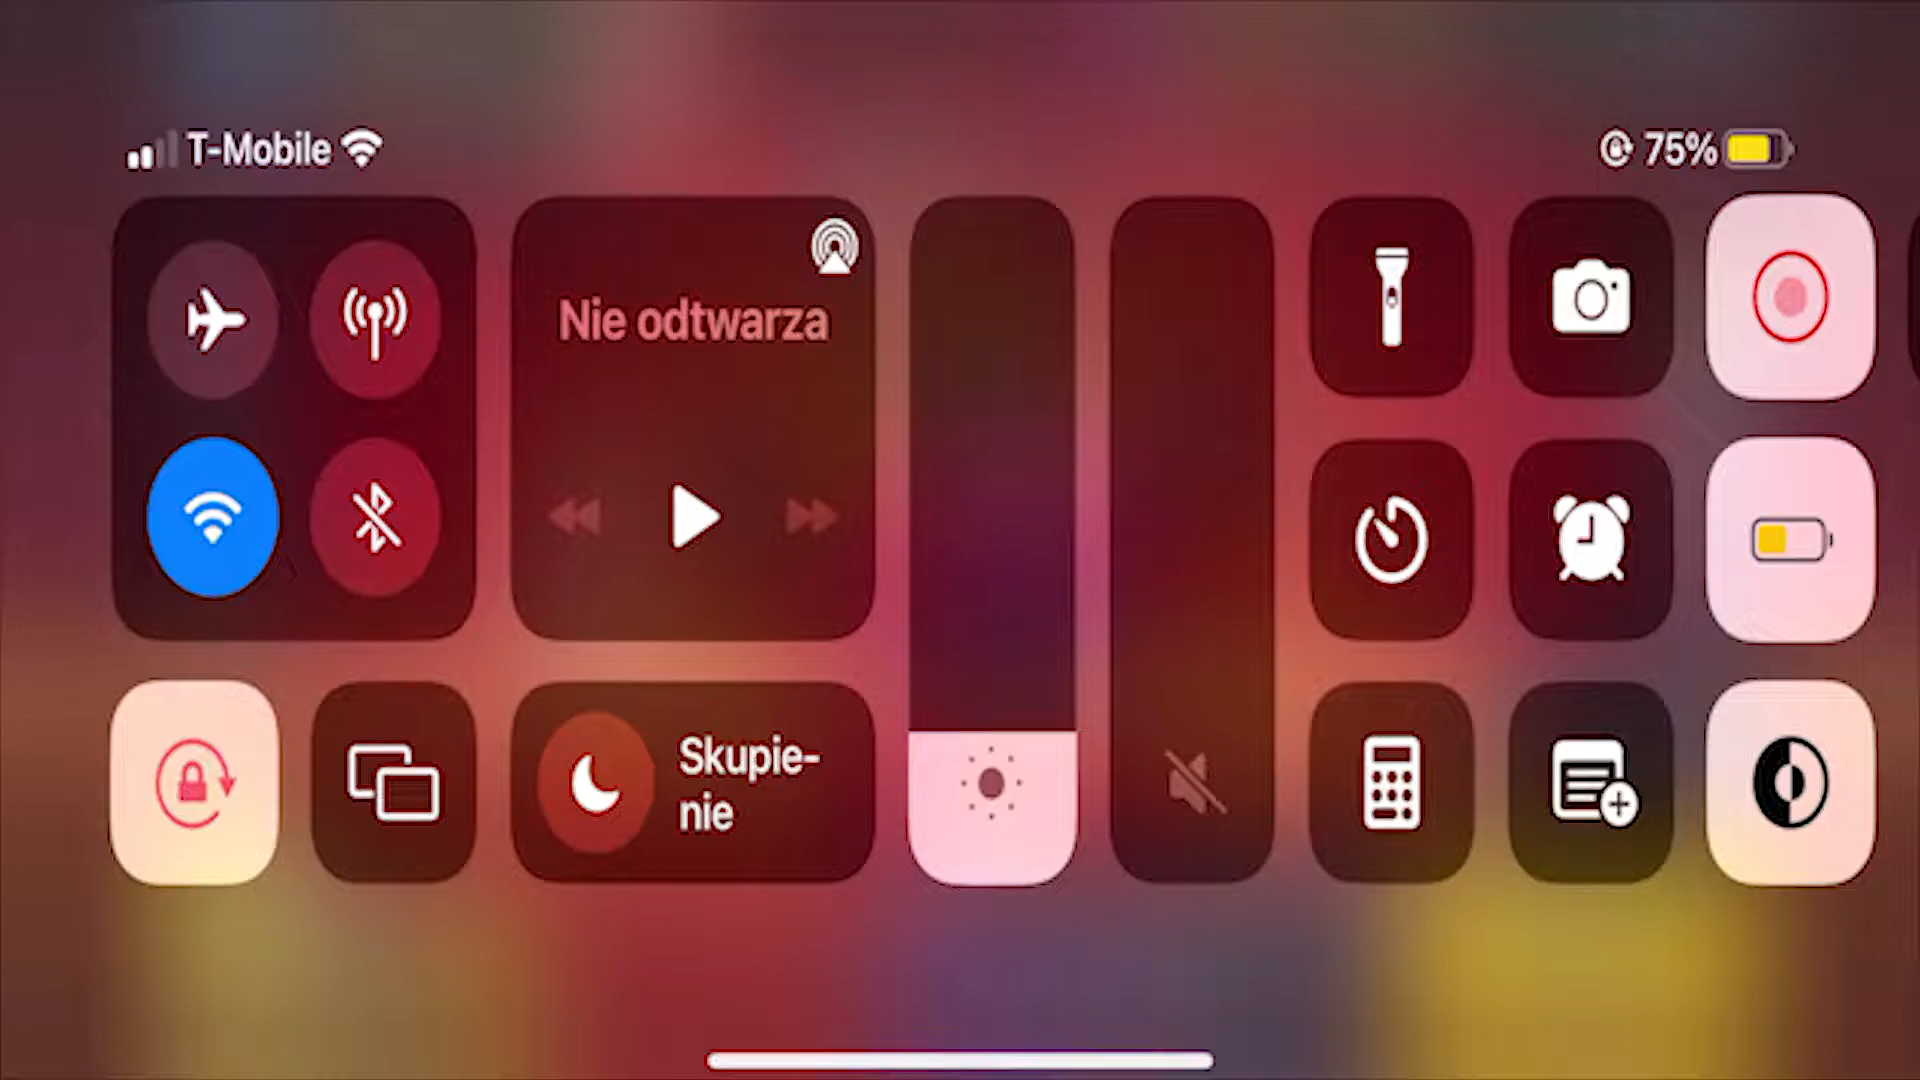 T-Mobile
75%
Nie odtwarza
Skupie-
nie